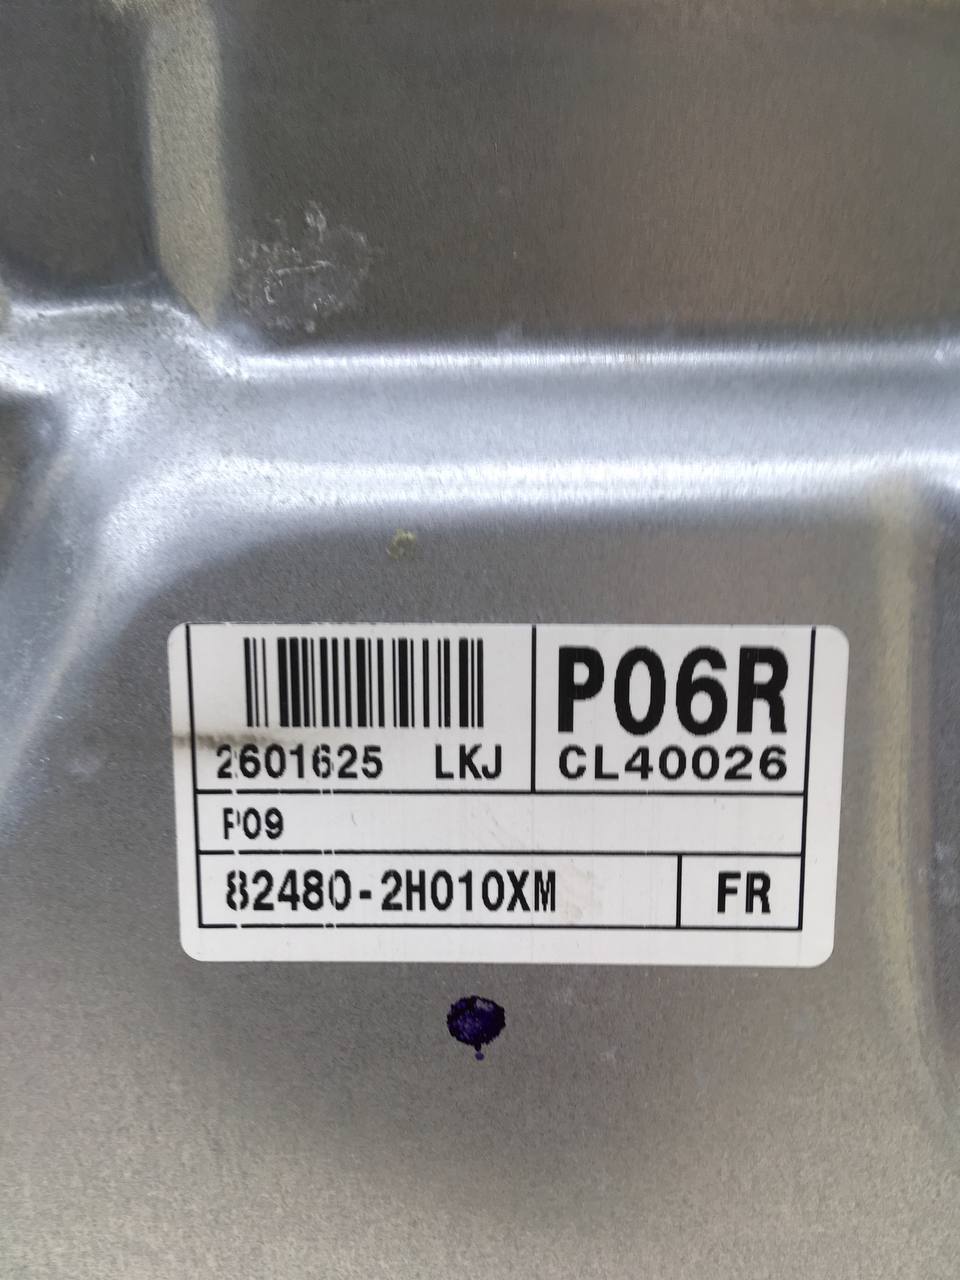 P06R
2601625 LKJ
CL40026
P09
82480-2H010XM
FR